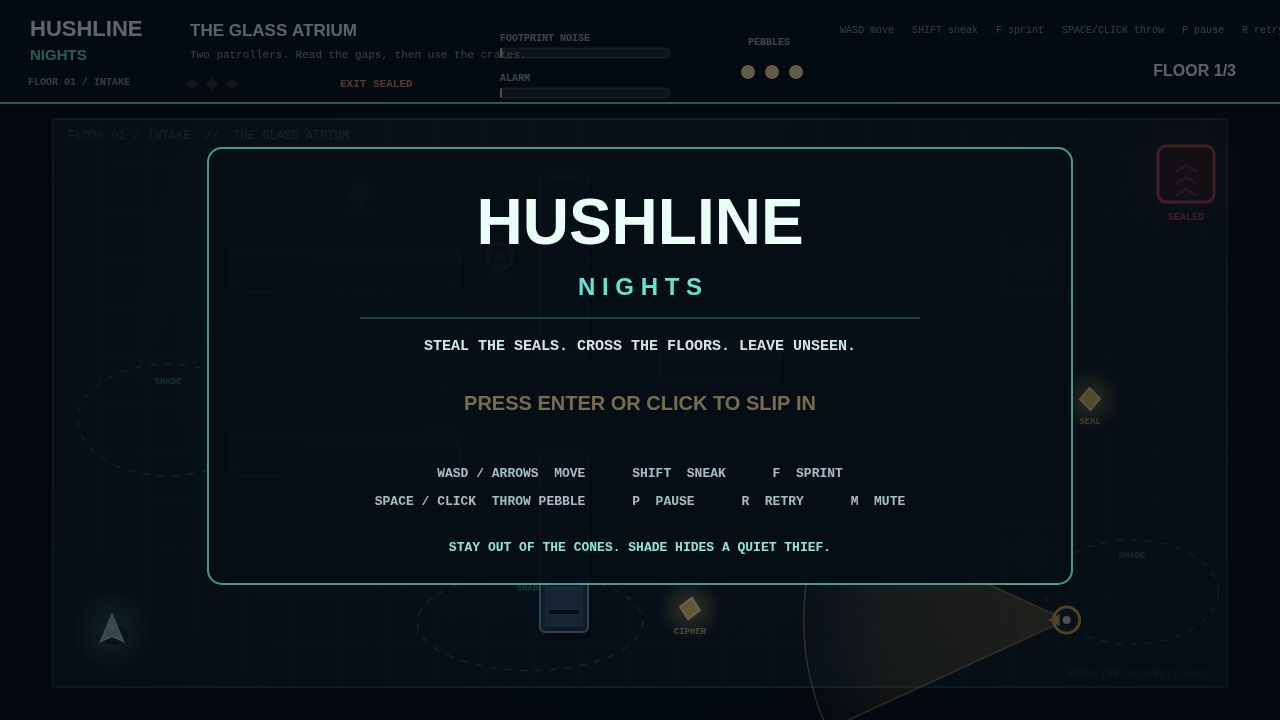 HUSHLINE
NIGHTS
FLOOR 01 / INTAKE
THE GLASS ATRIUM
Two patrollers. Read the gaps, then use the crates.
EXIT SEALED
FOOTPRINT NOISE
ALARM
PEBBLES
WASD move SHIFT sneak F sprint SPACE/CLICK throw P pause R retry
FLOOR 1/3
FLOOR 01 / INTAKE // THE GLASS ATRIUM
SEALED
HUSHLINE
NIGHTS
STEAL THE SEALS. CROSS THE FLOORS. LEAVE UNSEEN.
SHADE
PRESS ENTER OR CLICK TO SLIP IN
SEAL
WASD / ARROWS MOVE SHIFT SNEAK F SPRINT
SPACE / CLICK THROW PEBBLE P PAUSE R RETRY M MUTE
STAY OUT OF THE CONES. SHADE HIDES A QUIET THIEF.
SHADE
SHADE
CIPHER
HUSHLINE SECURITY GRID